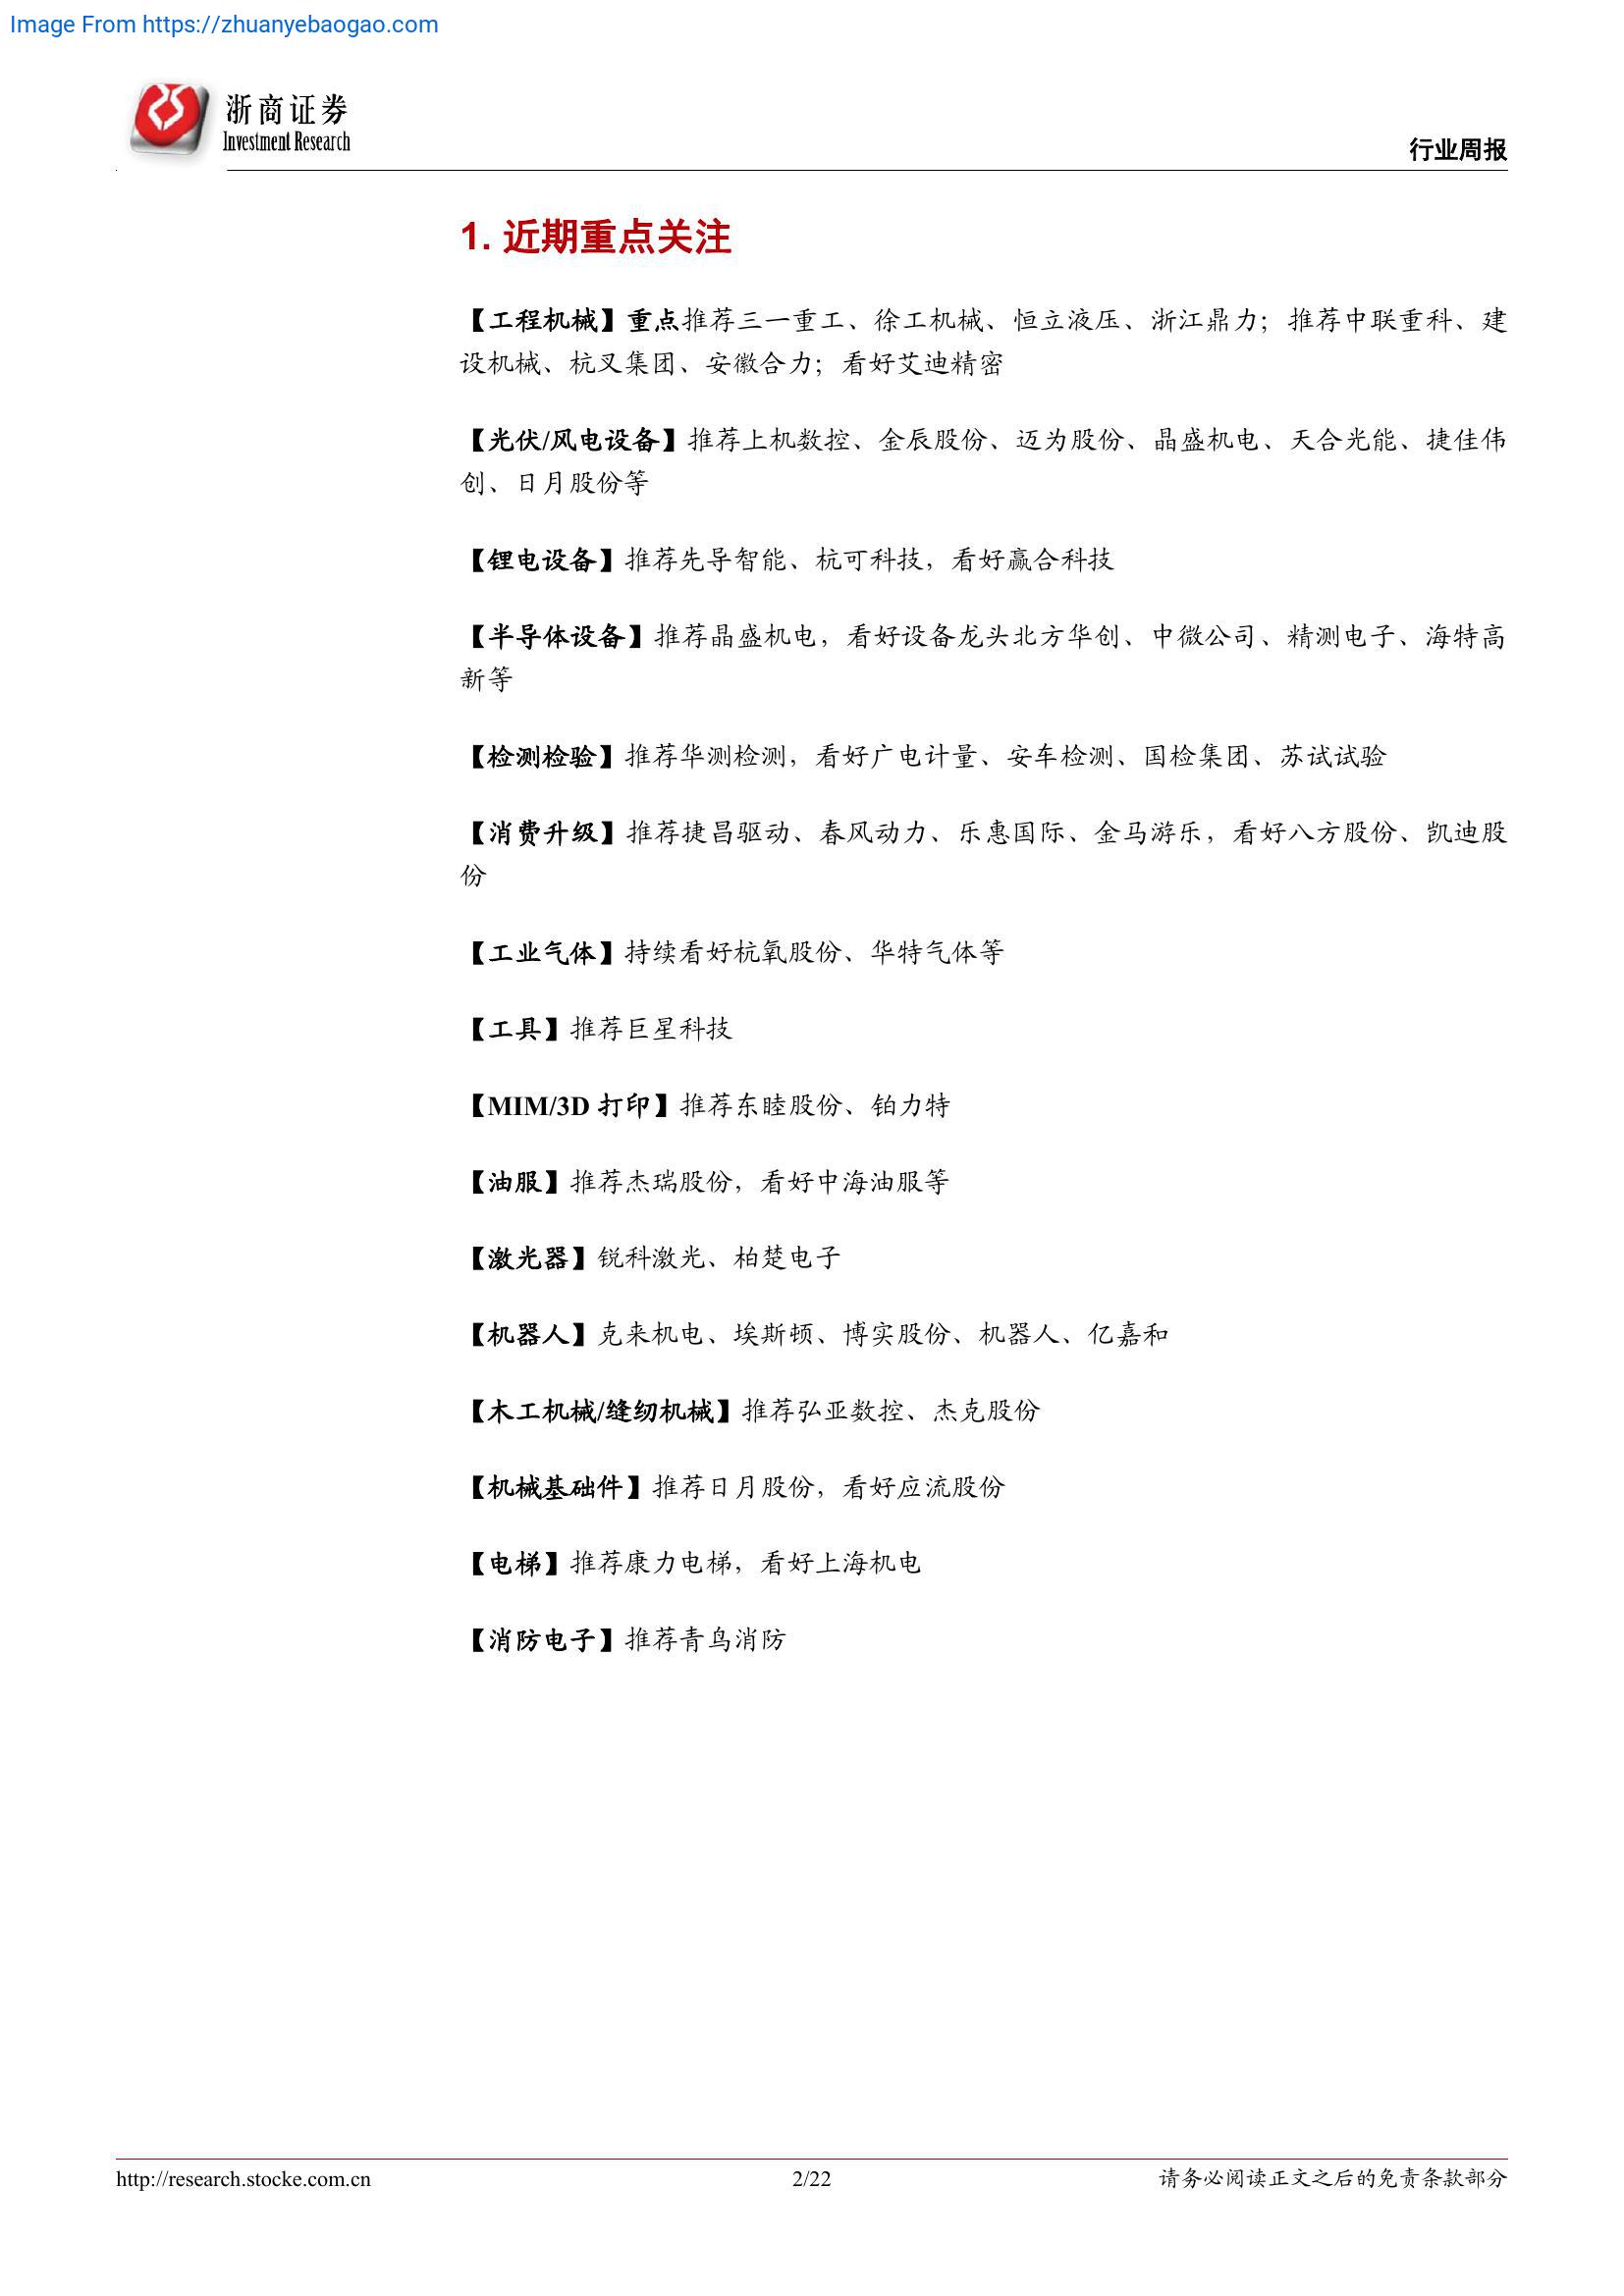 Image From https://zhuanyebaogao.com
浙商证券
Investment Research
行业周报
1. 近期重点关注
【工程机械】重点推荐三一重工、徐工机械、恒立液压、浙江鼎力；推荐中联重科、建
设机械、杭叉集团、安徽合力；看好艾迪精密
【光伏/风电设备】推荐上机数控、金辰股份、迈为股份、晶盛机电、天合光能、捷佳伟
创、日月股份等
【锂电设备】推荐先导智能、杭可科技，看好赢合科技
【半导体设备】推荐晶盛机电，看好设备龙头北方华创、中微公司、精测电子、海特高
新等
【检测检验】推荐华测检测，看好广电计量、安车检测、国检集团、苏试试验
【消费升级】推荐捷昌驱动、春风动力、乐惠国际、金马游乐，看好八方股份、凯迪股
份
【工业气体】持续看好杭氧股份、华特气体等
【工具】推荐巨星科技
【MIM/3D 打印】推荐东睦股份、铂力特
【油服】推荐杰瑞股份，看好中海油服等
【激光器】锐科激光、柏楚电子
【机器人】克来机电、埃斯顿、博实股份、机器人、亿嘉和
【木工机械/缝纫机械】推荐弘亚数控、杰克股份
【机械基础件】推荐日月股份，看好应流股份
【电梯】推荐康力电梯，看好上海机电
【消防电子】推荐青鸟消防
http://research.stocke.com.cn
2/22
请务必阅读正文之后的免责条款部分